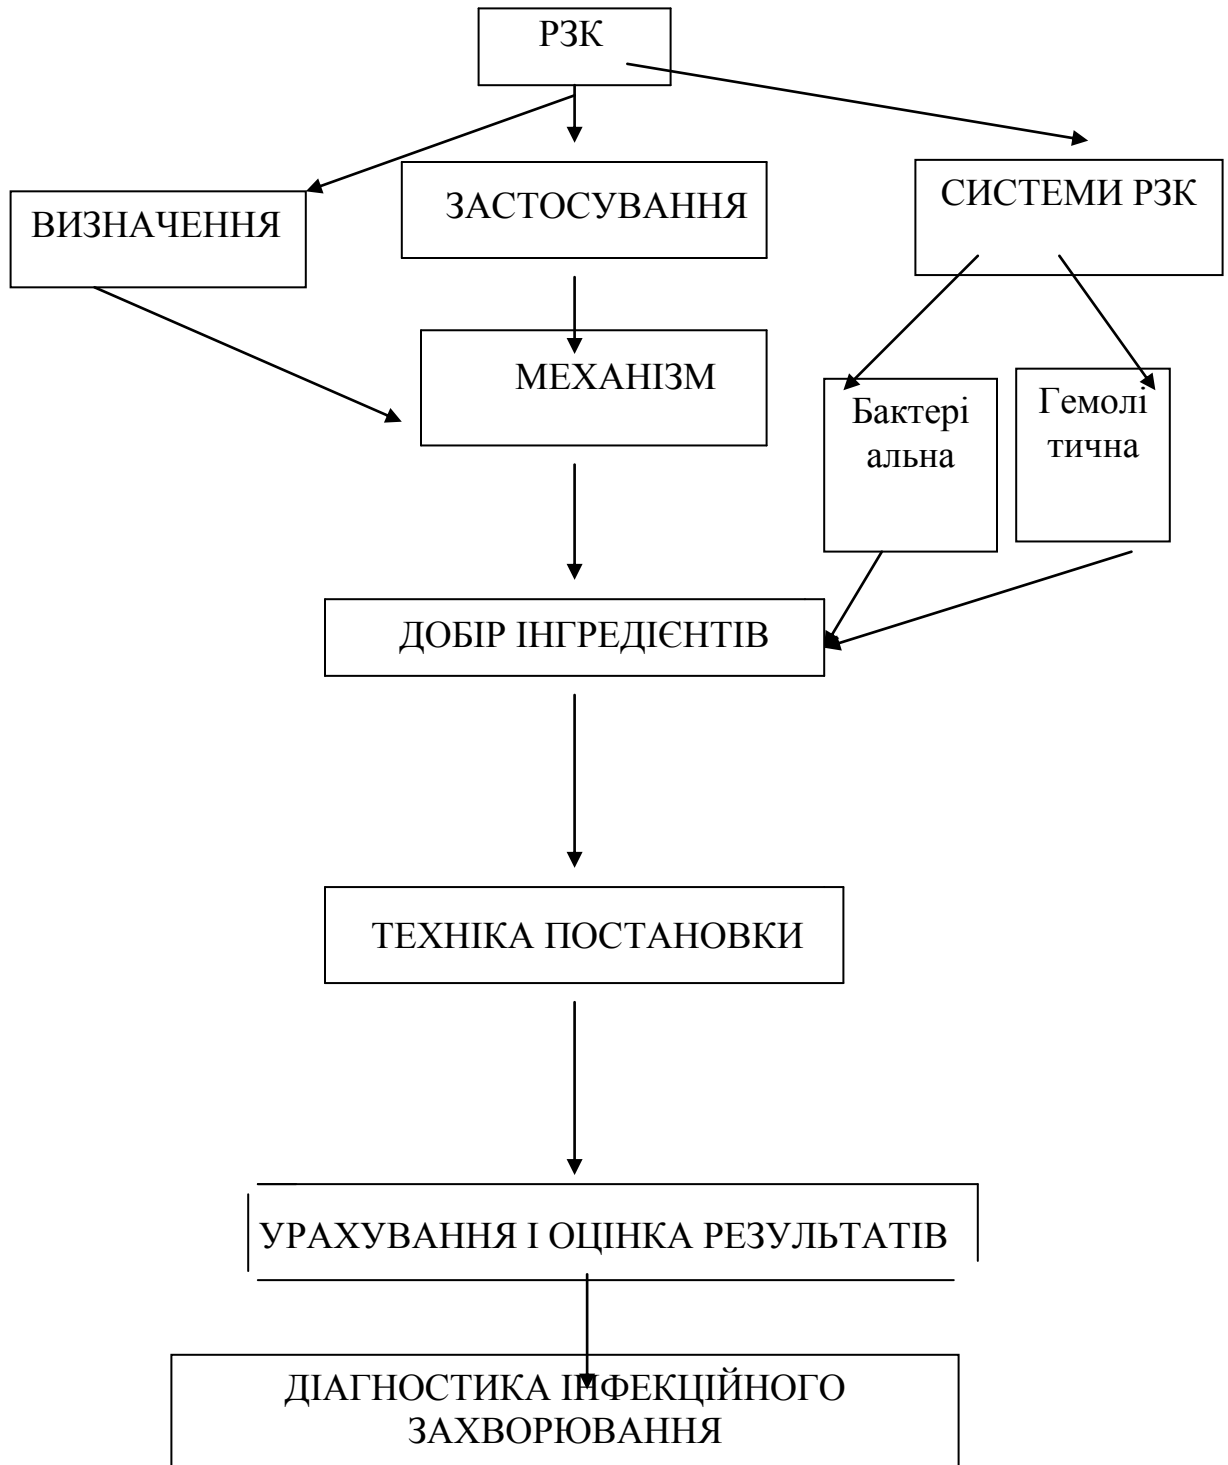 РЗК
ВИЗНАЧЕННЯ
ЗАСТОСУВАННЯ
СИСТЕМИ РЗК
МЕХАНІЗМ
Бактері
альна
Гемолі
тична
ДОБІР ІНГРЕДІЄНТІВ
ТЕХНІКА ПОСТАНОВКИ
УРАХУВАННЯ І ОЦІНКА РЕЗУЛЬТАТІВ
ДІАГНОСТИКА ІНФЕКЦІЙНОГО
ЗАХВОРЮВАННЯ